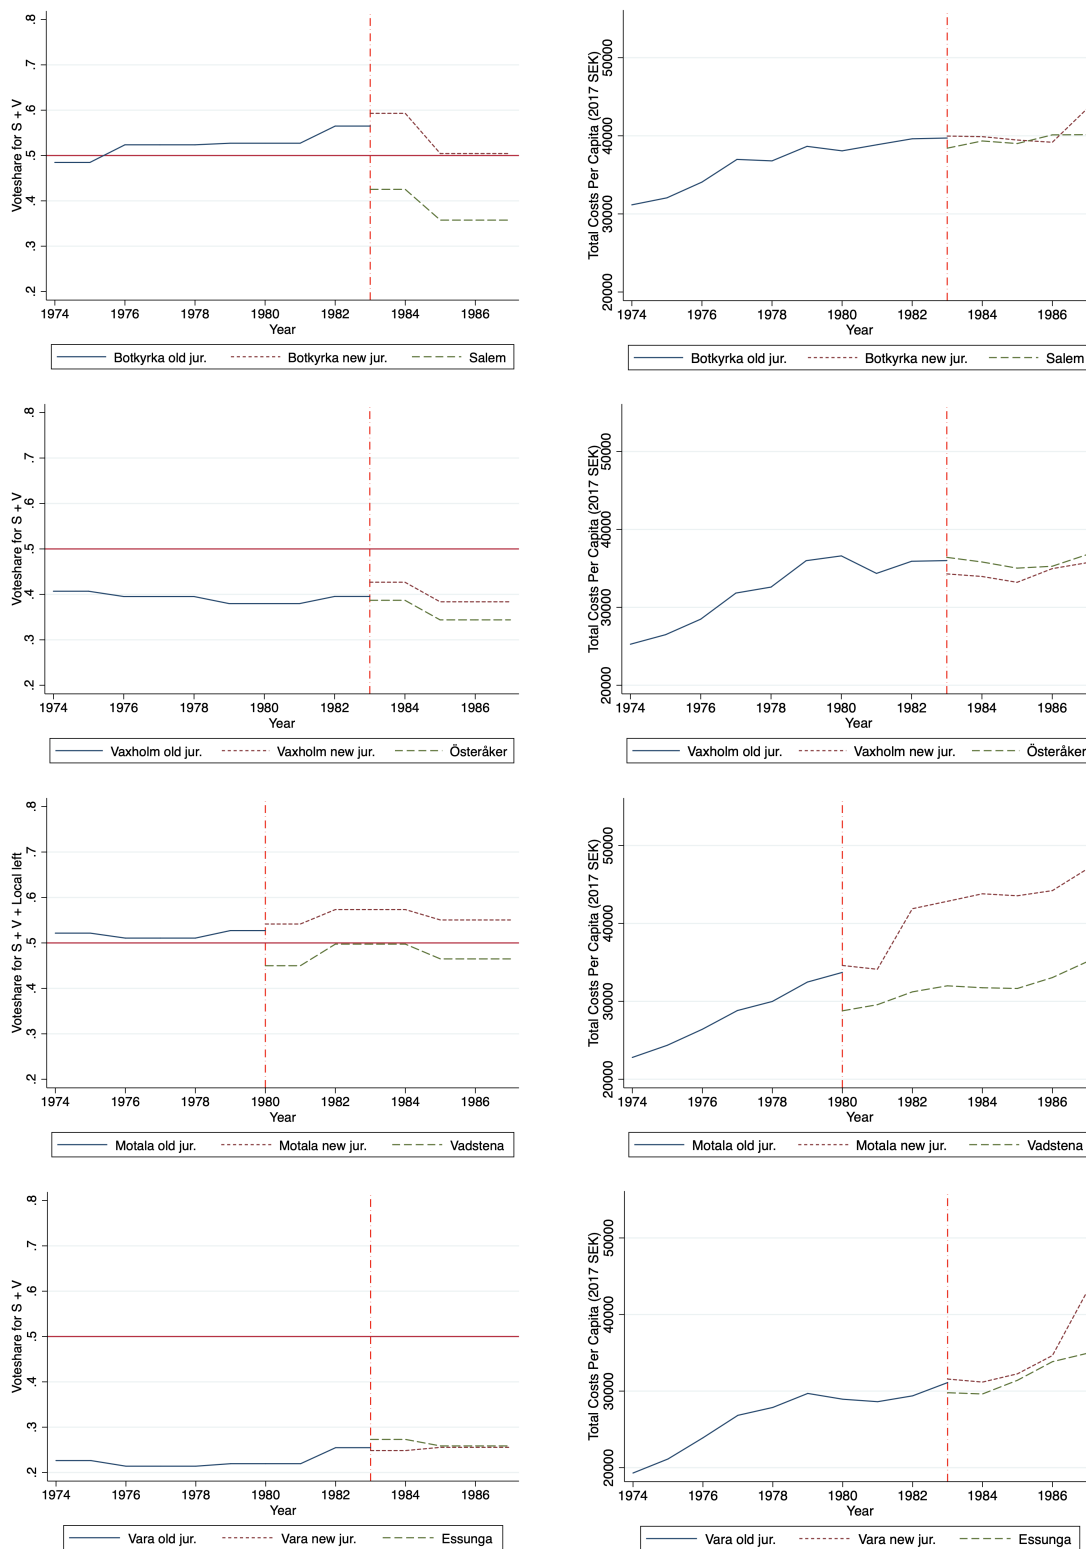 Voteshare for S + V
.8
.7
.6
.5
.4
.3
.2
1974 1976 1978 1980 1982 1984 1986
Year
Botkyrka old jur. Botkyrka new jur. Salem
Total Costs Per Capita (2017 SEK)
50000
40000
30000
20000
1974 1976 1978 1980 1982 1984 1986
Year
Botkyrka old jur. Botkyrka new jur. Salem
Voteshare for S + V
.8
.7
.6
.5
.4
.3
.2
1974 1976 1978 1980 1982 1984 1986
Year
Vaxholm old jur. Vaxholm new jur. Österåker
Total Costs Per Capita (2017 SEK)
50000
40000
30000
20000
1974 1976 1978 1980 1982 1984 1986
Year
Vaxholm old jur. Vaxholm new jur. Österåker
Voteshare for S + V + Local left
.8
.7
.6
.5
.4
.3
.2
1974 1976 1978 1980 1982 1984 1986
Year
Motala old jur. Motala new jur. Vadstena
Total Costs Per Capita (2017 SEK)
50000
40000
30000
20000
1974 1976 1978 1980 1982 1984 1986
Year
Motala old jur. Motala new jur. Vadstena
Voteshare for S + V
.8
.7
.6
.5
.4
.3
.2
1974 1976 1978 1980 1982 1984 1986
Year
Vara old jur. Vara new jur. Essunga
Total Costs Per Capita (2017 SEK)
50000
40000
30000
20000
1974 1976 1978 1980 1982 1984 1986
Year
Vara old jur. Vara new jur. Essunga